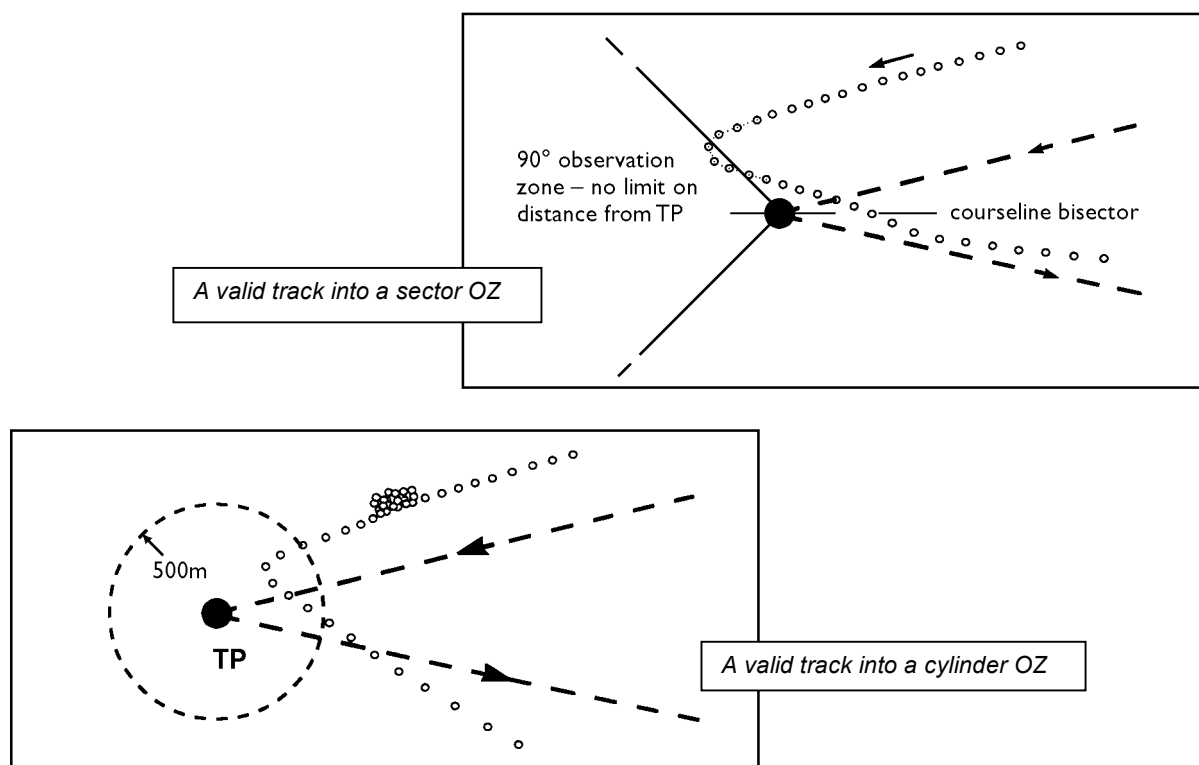 90° observation
zone – no limit on
distance from TP
courseline bisector
A valid track into a sector OZ
500m
TP
A valid track into a cylinder OZ